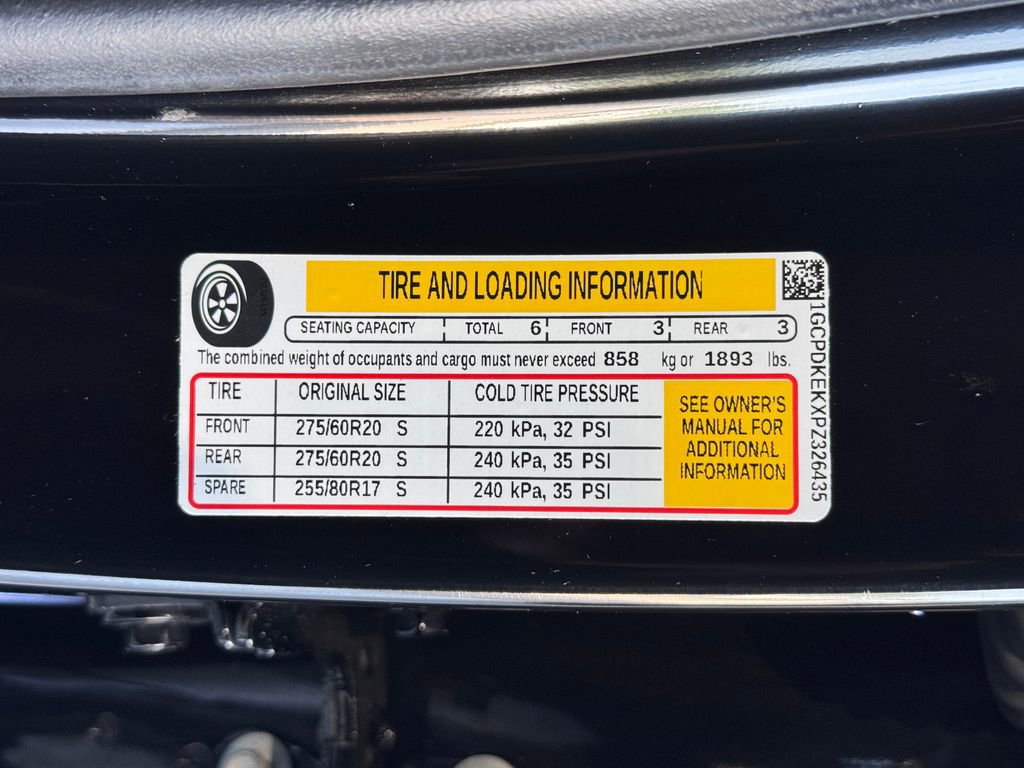 TIRE AND LOADING INFORMATION
SEATING CAPACITY TOTAL 6 FRONT 3 REAR 3
The combined weight of occupants and cargo must never exceed 858 kg or 1893 lbs.
TIRE ORIGINAL SIZE COLD TIRE PRESSURE
FRONT 275/60R20 S 220 kPa, 32 PSI
REAR 275/60R20 S 240 kPa, 35 PSI
SPARE 255/80R17 S 240 kPa, 35 PSI
SEE OWNER'S
MANUAL FOR
ADDITIONAL
INFORMATION
1GCPDKEKXPZ326435